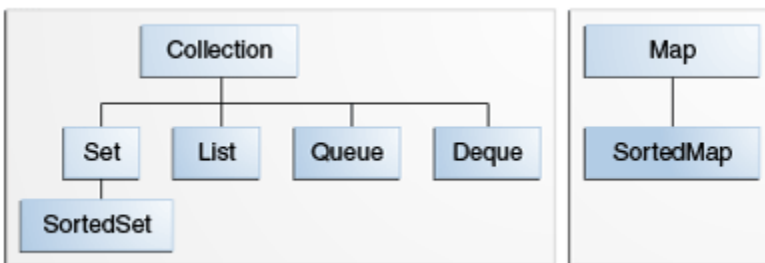 Collection
Map
Set
List
Queue
Deque
SortedMap
SortedSet